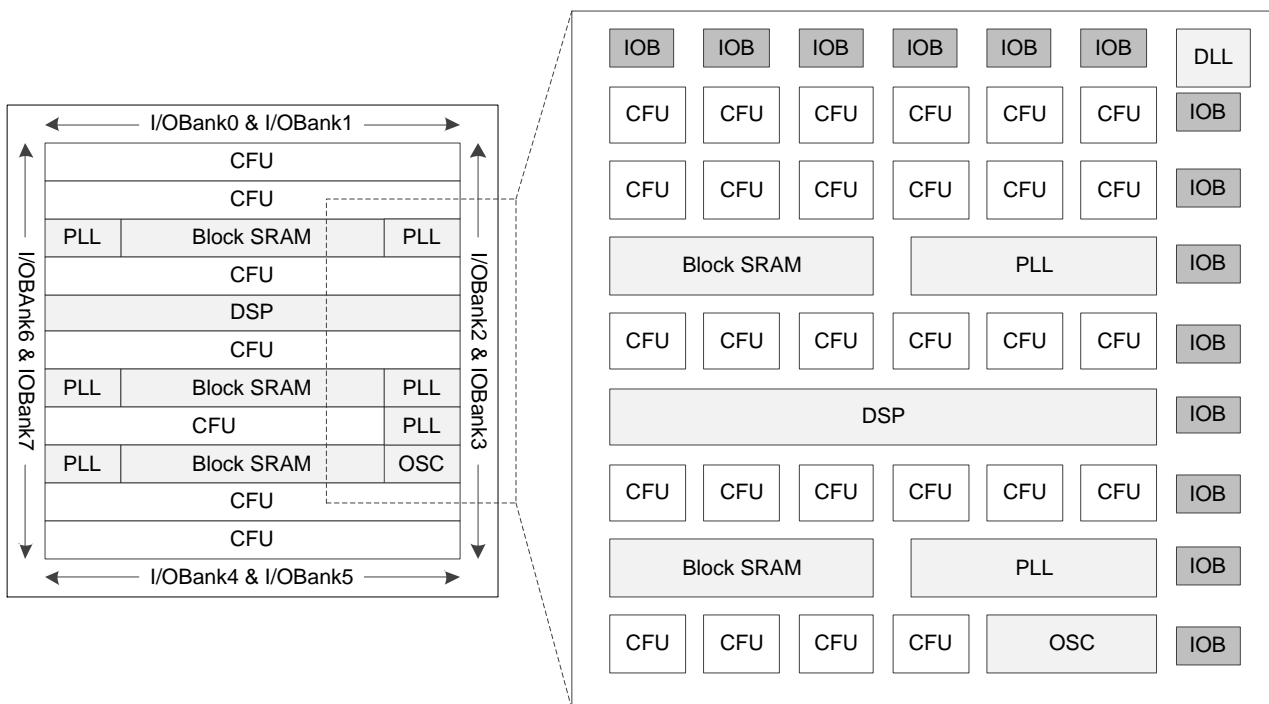 I/OBank0 & I/OBank1
CFU
CFU
PLL Block SRAM PLL
CFU
DSP
CFU
PLL Block SRAM PLL
CFU PLL
PLL Block SRAM OSC
CFU
CFU
I/OBank4 & I/OBank5
I/OBAnk6 & IOBank7
I/OBank2 & IOBank3
IOB IOB IOB IOB IOB IOB DLL
CFU CFU CFU CFU CFU CFU IOB
CFU CFU CFU CFU CFU CFU IOB
Block SRAM PLL IOB
CFU CFU CFU CFU CFU CFU IOB
DSP IOB
CFU CFU CFU CFU CFU CFU IOB
Block SRAM PLL IOB
CFU CFU CFU CFU OSC IOB